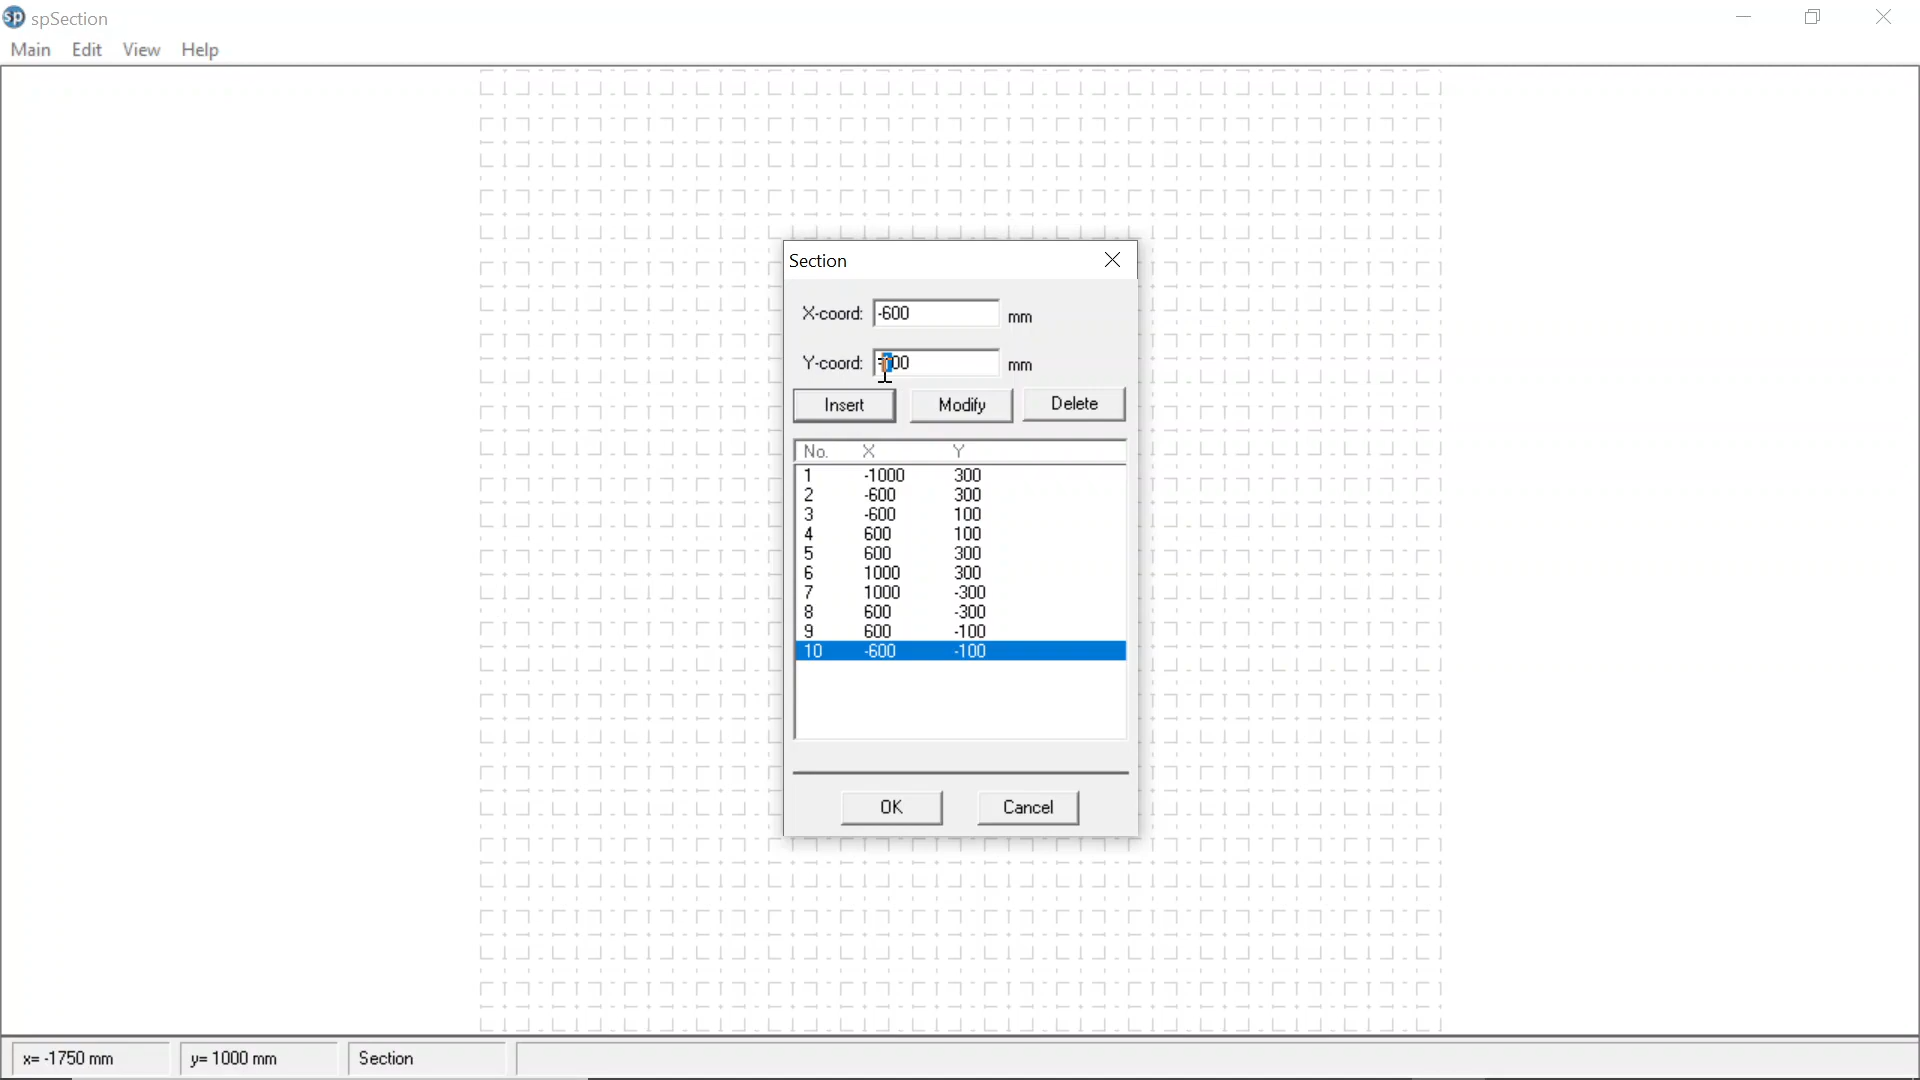 sp spSection
Main Edit View Help
Section
X-coord: -600 mm
Y-coord: -100 mm
Insert Modify Delete
No. X Y
1 -1000 300
2 -600 300
3 -600 100
4 600 100
5 600 300
6 1000 300
7 1000 -300
8 600 -300
9 600 -100
10 -600 -100
OK Cancel
x= -1750 mm y= 1000 mm Section